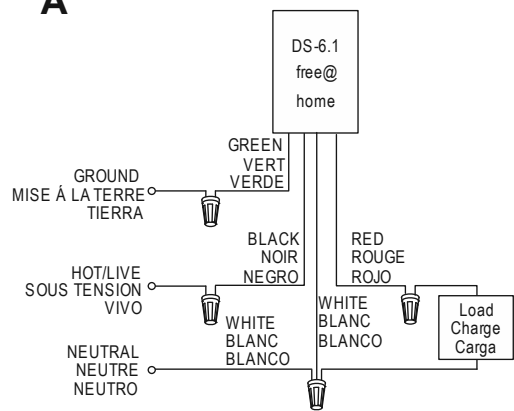 A
DS-6.1
free@
home
GREEN
VERT
VERDE
GROUND
MISE Á LA TERRE
TIERRA
BLACK
NOIR
NEGRO
RED
ROUGE
ROJO
HOT/LIVE
SOUS TENSION
VIVO
WHITE
BLANC
BLANCO
WHITE
BLANC
BLANCO
Load
Charge
Carga
NEUTRAL
NEUTRE
NEUTRO